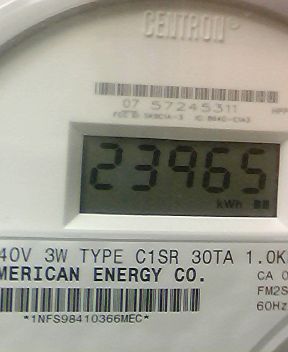 CENTRON®
07 57245311
23965
kWh
40V 3W TYPE C1SR 30TA 1.0K
MERICAN ENERGY CO.
CA 0
FM2S
60Hz
*1NFS98410366MEC*